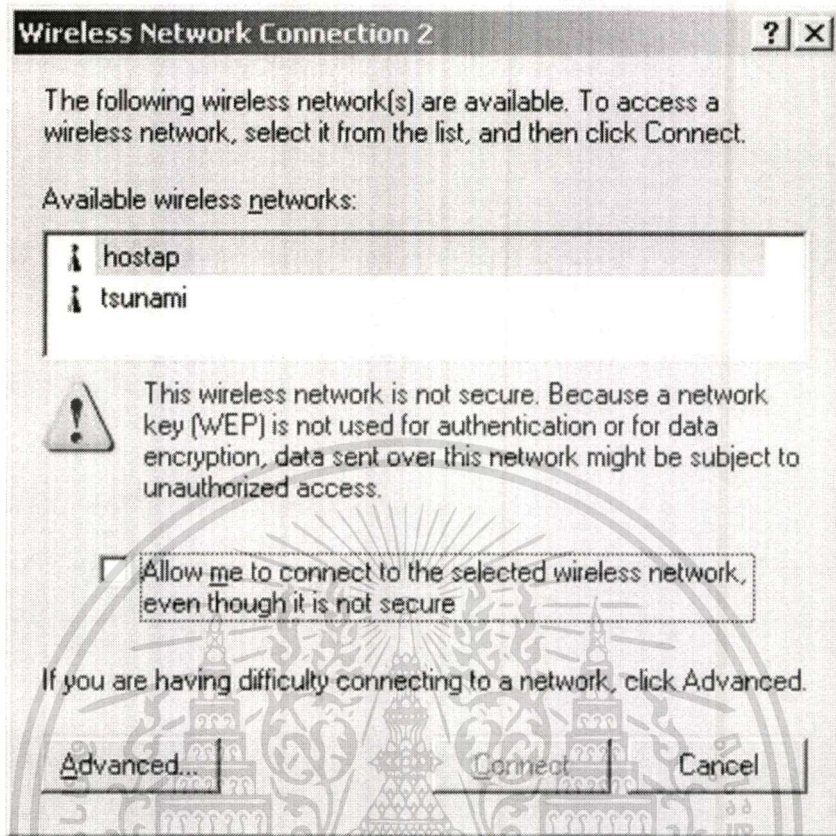 Wireless Network Connection 2
The following wireless network(s) are available. To access a
wireless network, select it from the list, and then click Connect.
Available wireless networks:
hostap
tsunami
This wireless network is not secure. Because a network
key (WEP) is not used for authentication or for data
encryption, data sent over this network might be subject to
unauthorized access.
Allow me to connect to the selected wireless network,
even though it is not secure
If you are having difficulty connecting to a network, click Advanced.
Advanced... Connect Cancel